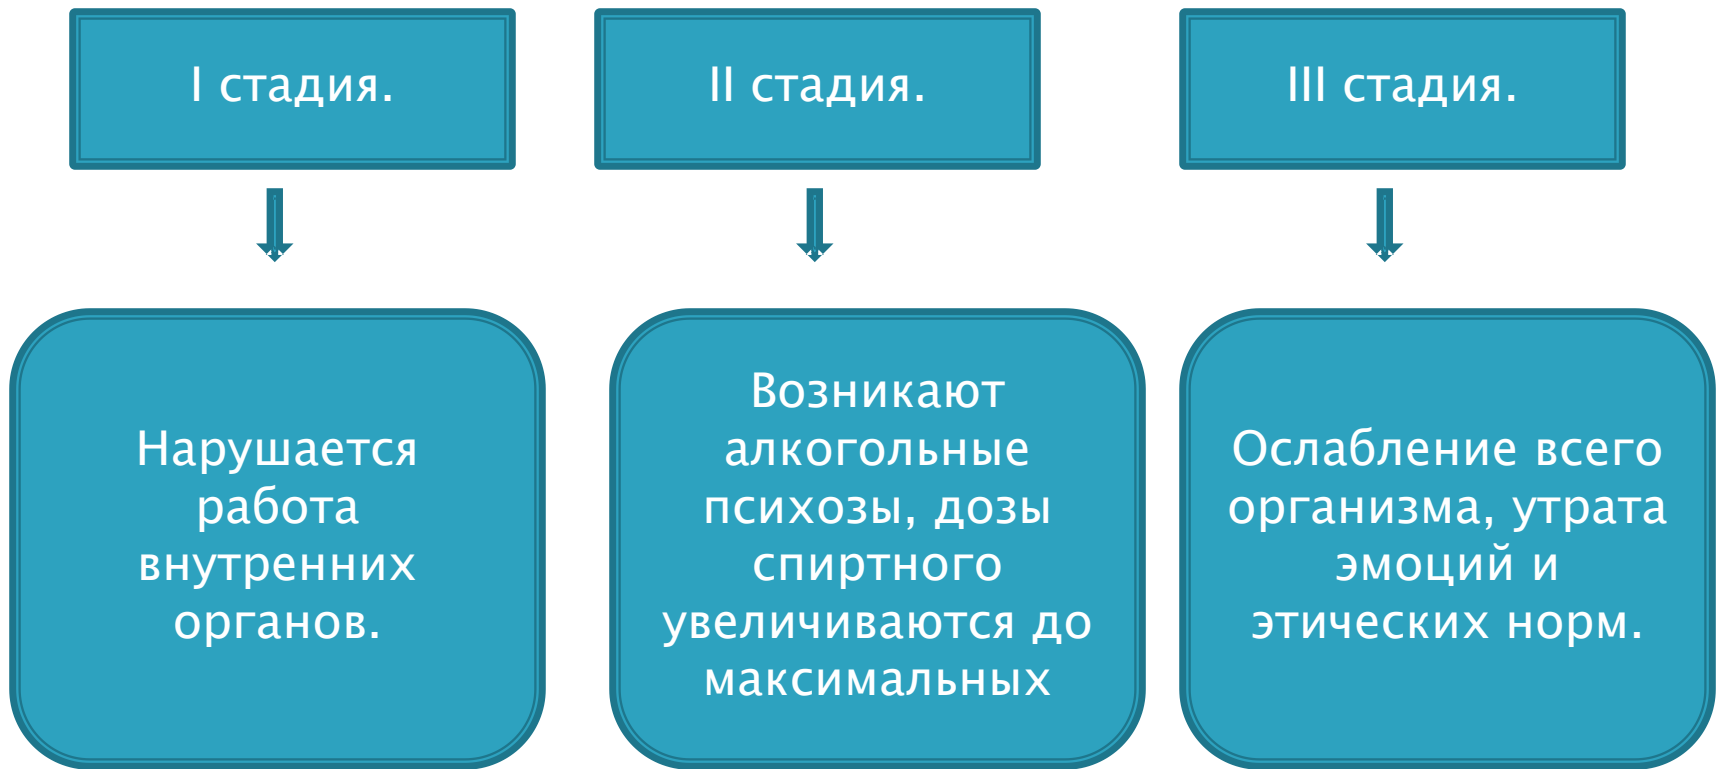 I стадия.
II стадия.
III стадия.
Нарушается
работа
внутренних
органов.
Возникают
алкогольные
психозы, дозы
спиртного
увеличиваются до
максимальных
Ослабление всего
организма, утрата
эмоций и
этических норм.